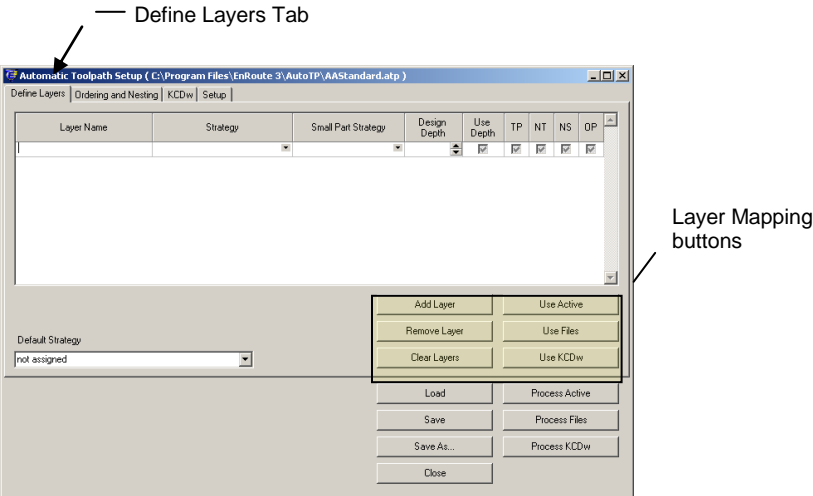 Define Layers Tab
Automatic Toolpath Setup ( C:\Program Files\EnRoute 3\AutoTP\AAStandard.atp )
Define Layers Ordering and Nesting KCDw Setup
Layer Name Strategy Small Part Strategy Design Depth Use Depth TP NT NS OP
Layer Mapping
buttons
Add Layer Use Active
Remove Layer Use Files
Default Strategy
not assigned
Clear Layers Use KCDw
Load Process Active
Save Process Files
Save As... Process KCDw
Close